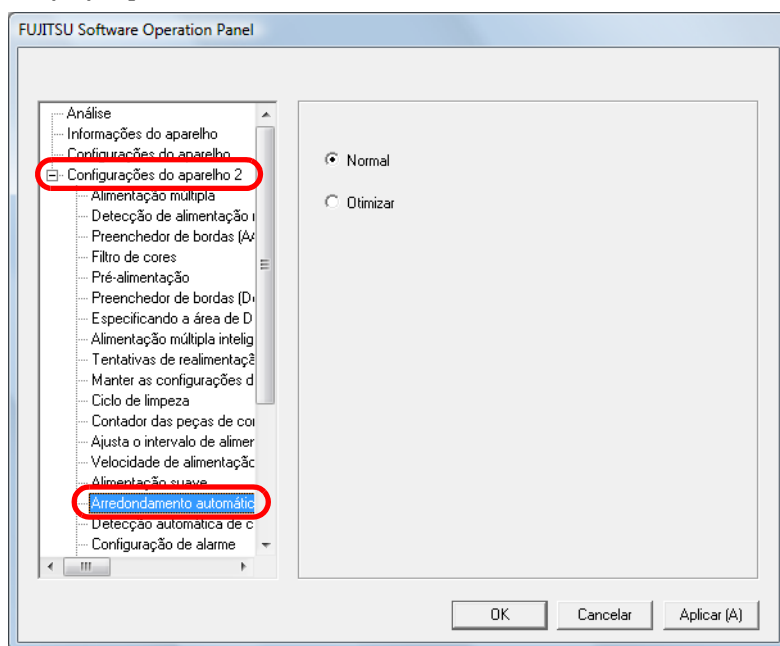 FUJITSU Software Operation Panel
Análise
Informações do aparelho
Configurações do aparelho
Configurações do aparelho 2
Alimentação múltipla
Detecção de alimentação
Preenchedor de bordas (A
Filtro de cores
Pré-alimentação
Preenchedor de bordas (D
Especificando a área de D
Alimentação múltipla intelig
Tentativas de realimentaçã
Manter as configurações d
Ciclo de limpeza
Contador das peças de co
Ajusta o intervalo de alimer
Velocidade de alimentação
Alimentação suave
Arredondamento automátic
Detecção automática de c
Configuração de alarme
Normal
Otimizar
OK
Cancelar
Aplicar (A)